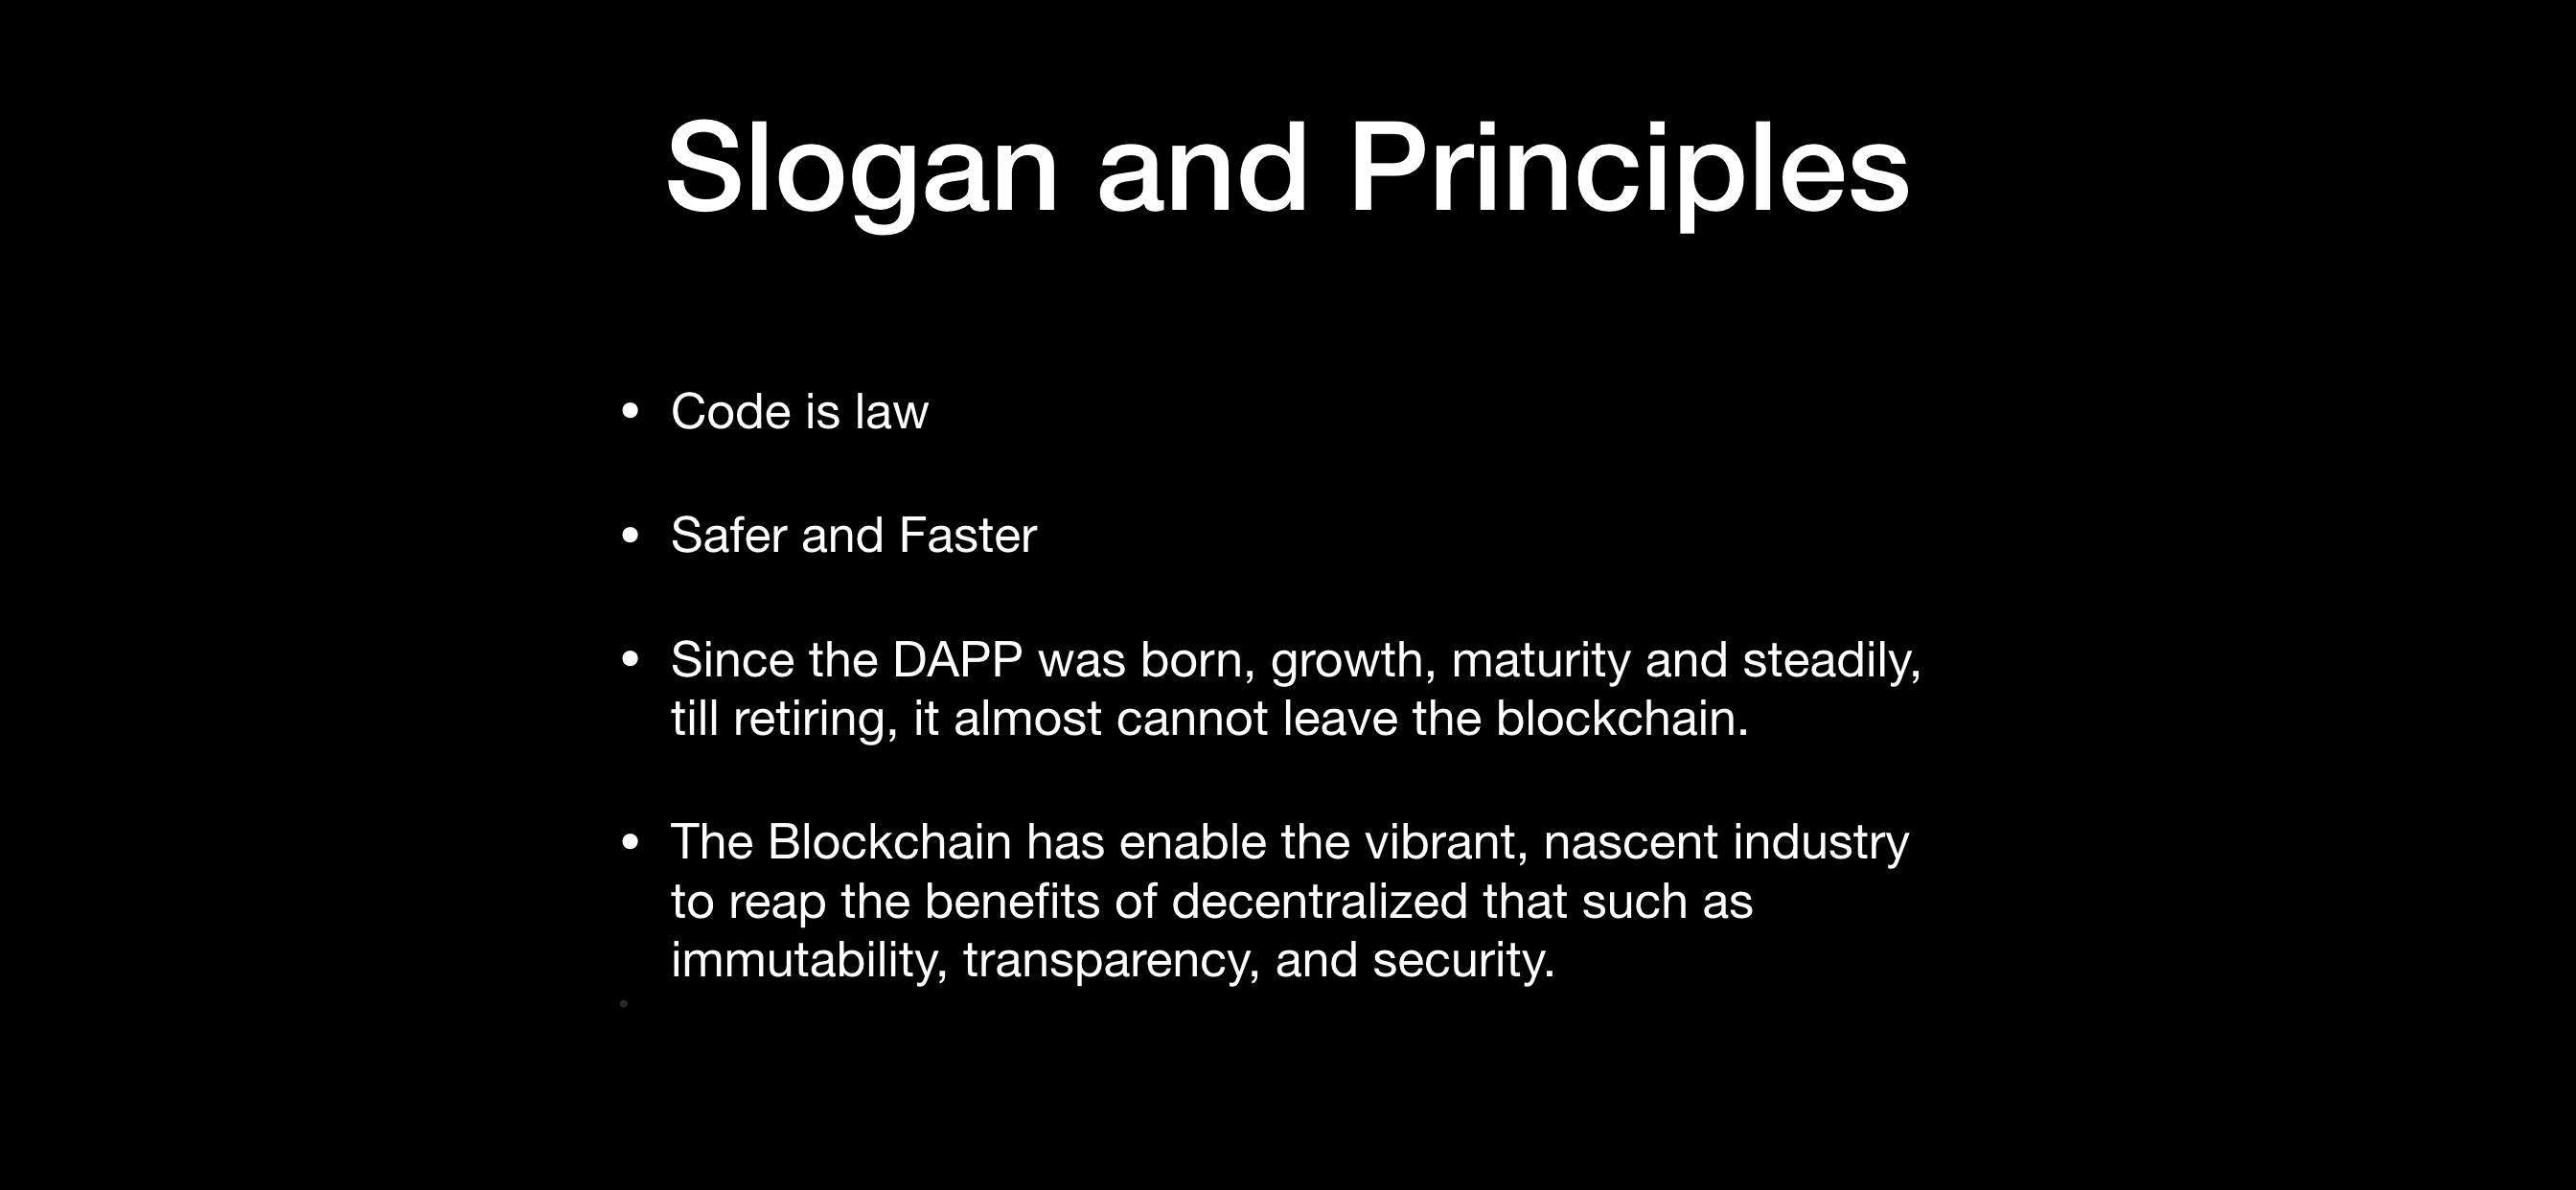 Slogan and Principles
• Code is law
• Safer and Faster
• Since the DAPP was born, growth, maturity and steadily,
till retiring, it almost cannot leave the blockchain.
• The Blockchain has enable the vibrant, nascent industry
to reap the benefits of decentralized that such as
immutability, transparency, and security.
•